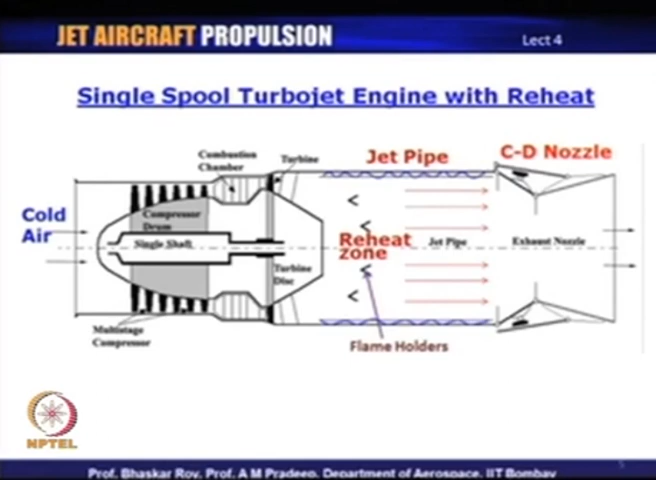 JET AIRCRAFT PROPULSION
Lect 4
Single Spool Turbojet Engine with Reheat
Combustion
Chamber
Turbine
Jet Pipe
C-D Nozzle
Cold
Air
Compressor
Drum
Single Shaft
Reheat
zone
Jet Pipe
Exhaust Nozzle
Turbine
Disc
Multistage
Compressor
Flame Holders
NPTEL
5
Prof. Bhaskar Roy, Prof. A M Pradeep, Department of Aerospace, IIT Bombay